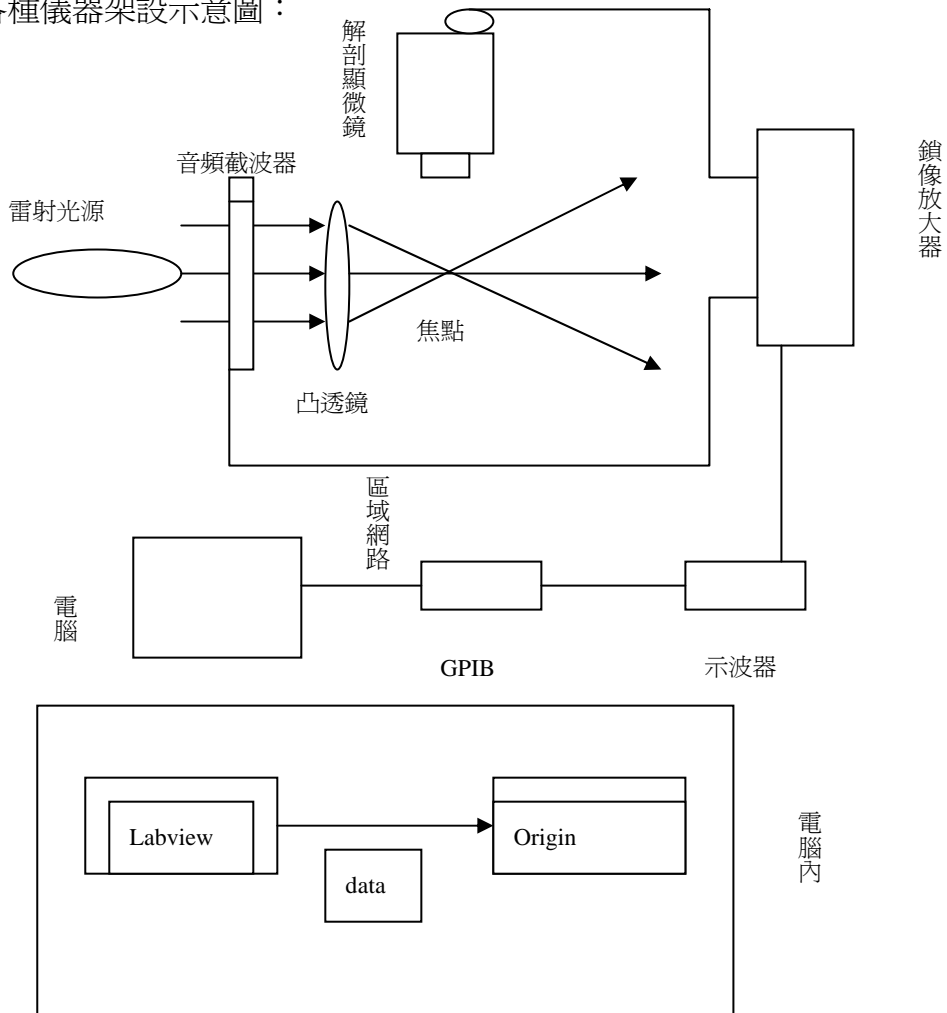 各種儀器架設示意圖：
解剖顯微鏡
音頻截波器
鎖像放大器
雷射光源
焦點
凸透鏡
區域網路
電腦
GPIB
示波器
Labview
Origin
data
電腦內